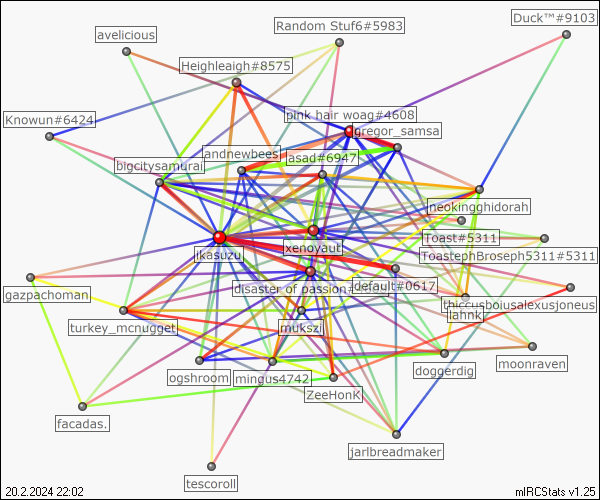 Duck™#9103
Random Stuf6#5983
avelicious
Heighleaigh#8575
Knowun#6424
pink hair woag#4608
gregor_samsa
andnewbees
asad#6947
bigcitysamurai
neokingghidorah
Toast#5311
ikasuzu
xenoyaut
ToastephBroseph5311#5311
disaster of passion
default#0617
gazpachoman
thiccusboiusalexusjoneus
lahnk
turkey_mcnugget
mukszil
moonraven
doggerdig
ogshroom
mingus4742
ZeeHonK
facadas.
jarlbreadmaker
tescoroll
20.2.2024 22:02
mIRCStats v1.25